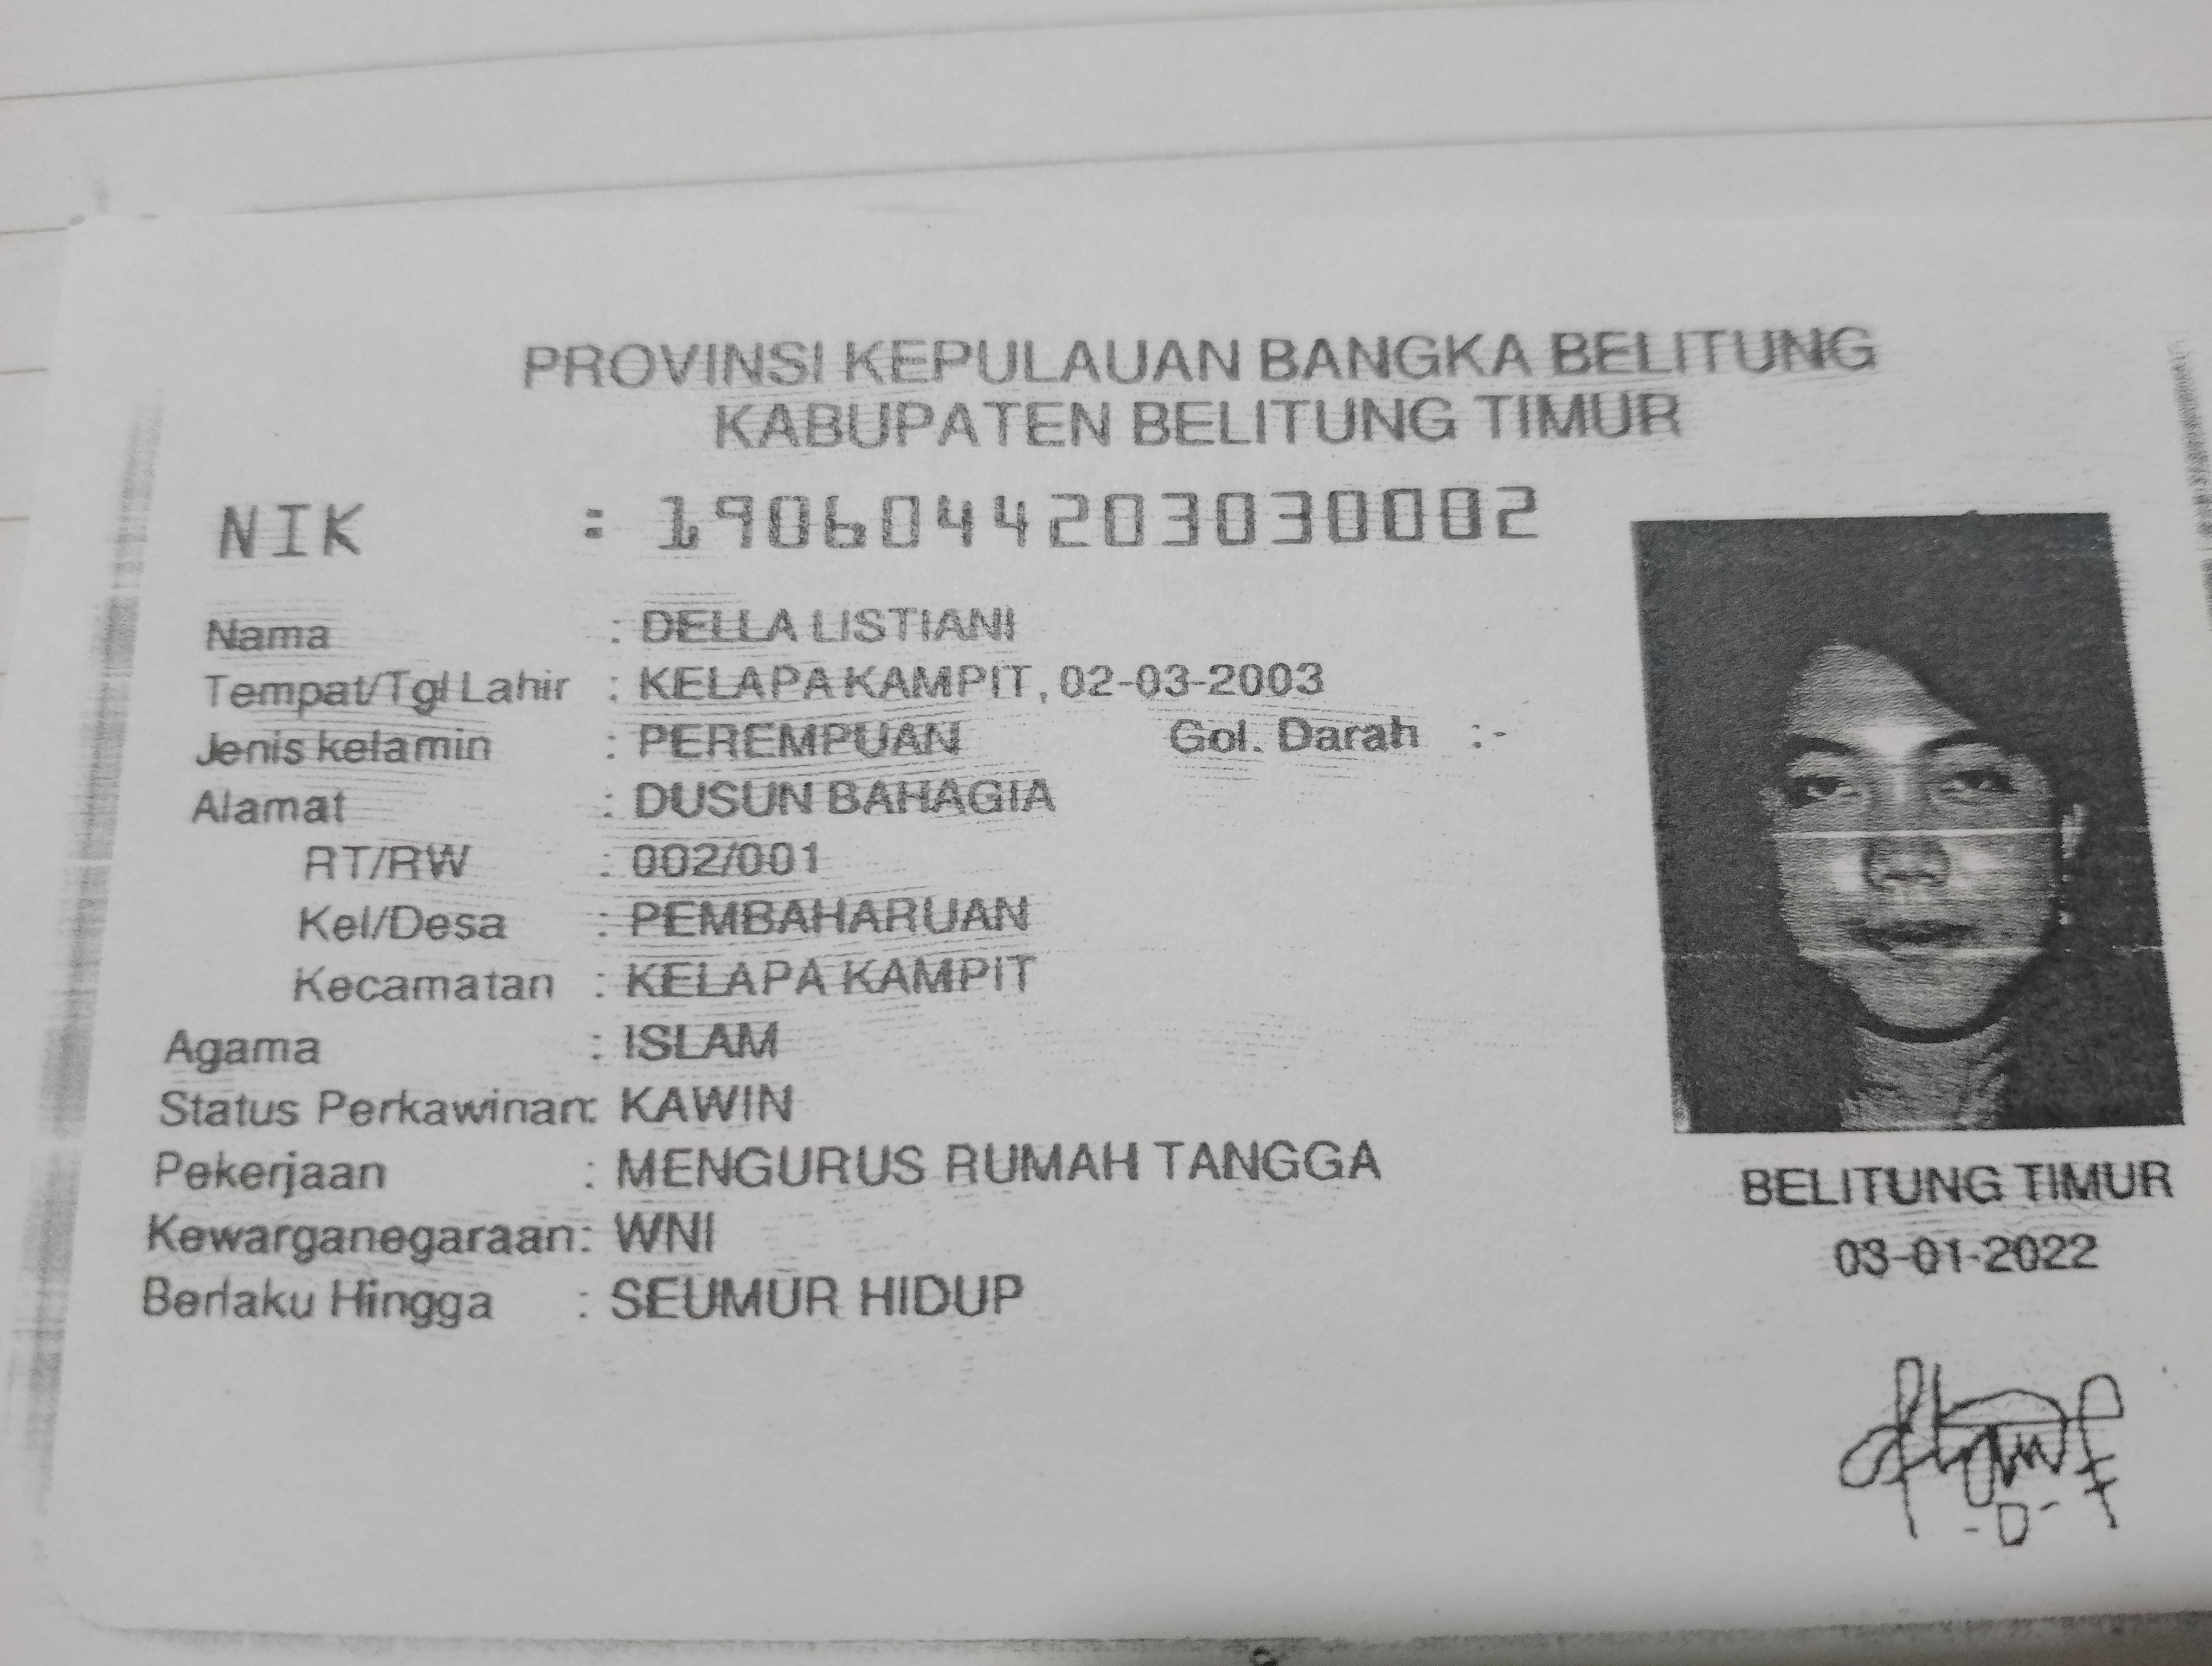 PROVINSI KEPULAUAN BANGKA BELITUNG
KABUPATEN BELITUNG TIMUR
NIK : 1906044203030002
Nama : DELLA LISTIANI
Tempat/Tgl Lahir : KELAPA KAMPIT, 02-03-2003
Jenis kelamin : PEREMPUAN Gol. Darah :-
Alamat : DUSUN BAHAGIA
RT/RW : 002/001
Kel/Desa : PEMBAHARUAN
Kecamatan : KELAPA KAMPIT
Agama : ISLAM
Status Perkawinan: KAWIN
Pekerjaan : MENGURUS RUMAH TANGGA
Kewarganegaraan: WNI
Berlaku Hingga : SEUMUR HIDUP
BELITUNG TIMUR
03-01-2022